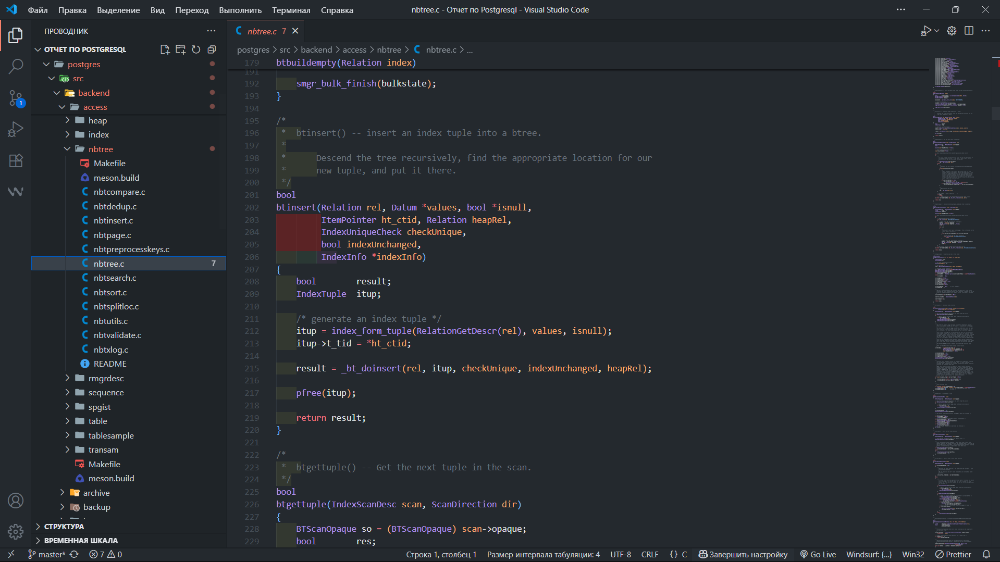 Файл Правка Выделение Вид Переход Выполнить Терминал Справка
nbtree.c - Отчет по Postgresql - Visual Studio Code
ПРОВОДНИК
ОТЧЕТ ПО POSTGRESQL
postgres
src
backend
access
heap
index
nbtree
Makefile
meson.build
nbtcompare.c
nbtdedup.c
nbtinsert.c
nbtpage.c
nbtpreprocesskeys.c
nbtree.c 7
nbtsearch.c
nbtsort.c
nbtsplitloc.c
nbtutils.c
nbtvalidate.c
nbtxlog.c
README
rmgrdesc
sequence
spgist
table
tablesample
transam
Makefile
meson.build
archive
backup
СТРУКТУРА
ВРЕМЕННАЯ ШКАЛА
1
nbtree.c 7
postgres > src > backend > access > nbtree > nbtree.c > ...
179 btbuildempty(Relation index)
191
192 smgr_bulk_finish(bulkstate);
193 }
194
195 /*
196 * btinsert() -- insert an index tuple into a btree.
197 *
198 * Descend the tree recursively, find the appropriate location for our
199 * new tuple, and put it there.
200 */
201 bool
202 btinsert(Relation rel, Datum *values, bool *isnull,
203 ItemPointer ht_ctid, Relation heapRel,
204 IndexUniqueCheck checkUnique,
205 bool indexUnchanged,
206 IndexInfo *indexInfo)
207 {
208 bool result;
209 IndexTuple itup;
210
211 /* generate an index tuple */
212 itup = index_form_tuple(RelationGetDescr(rel), values, isnull);
213 itup->t_tid = *ht_ctid;
214
215 result = _bt_doinsert(rel, itup, checkUnique, indexUnchanged, heapRel);
216
217 pfree(itup);
218
219 return result;
220 }
221
222 /*
223 * btgettuple() -- Get the next tuple in the scan.
224 */
225 bool
226 btgettuple(IndexScanDesc scan, ScanDirection dir)
227 {
228 BTScanOpaque so = (BTScanOpaque) scan->opaque;
229 bool res;
master* 7 0 Строка 1, столбец 1 Размер интервала табуляции: 4 UTF-8 CRLF {} C Завершить настройку Go Live Windsurf: {...} Win32 Prettier